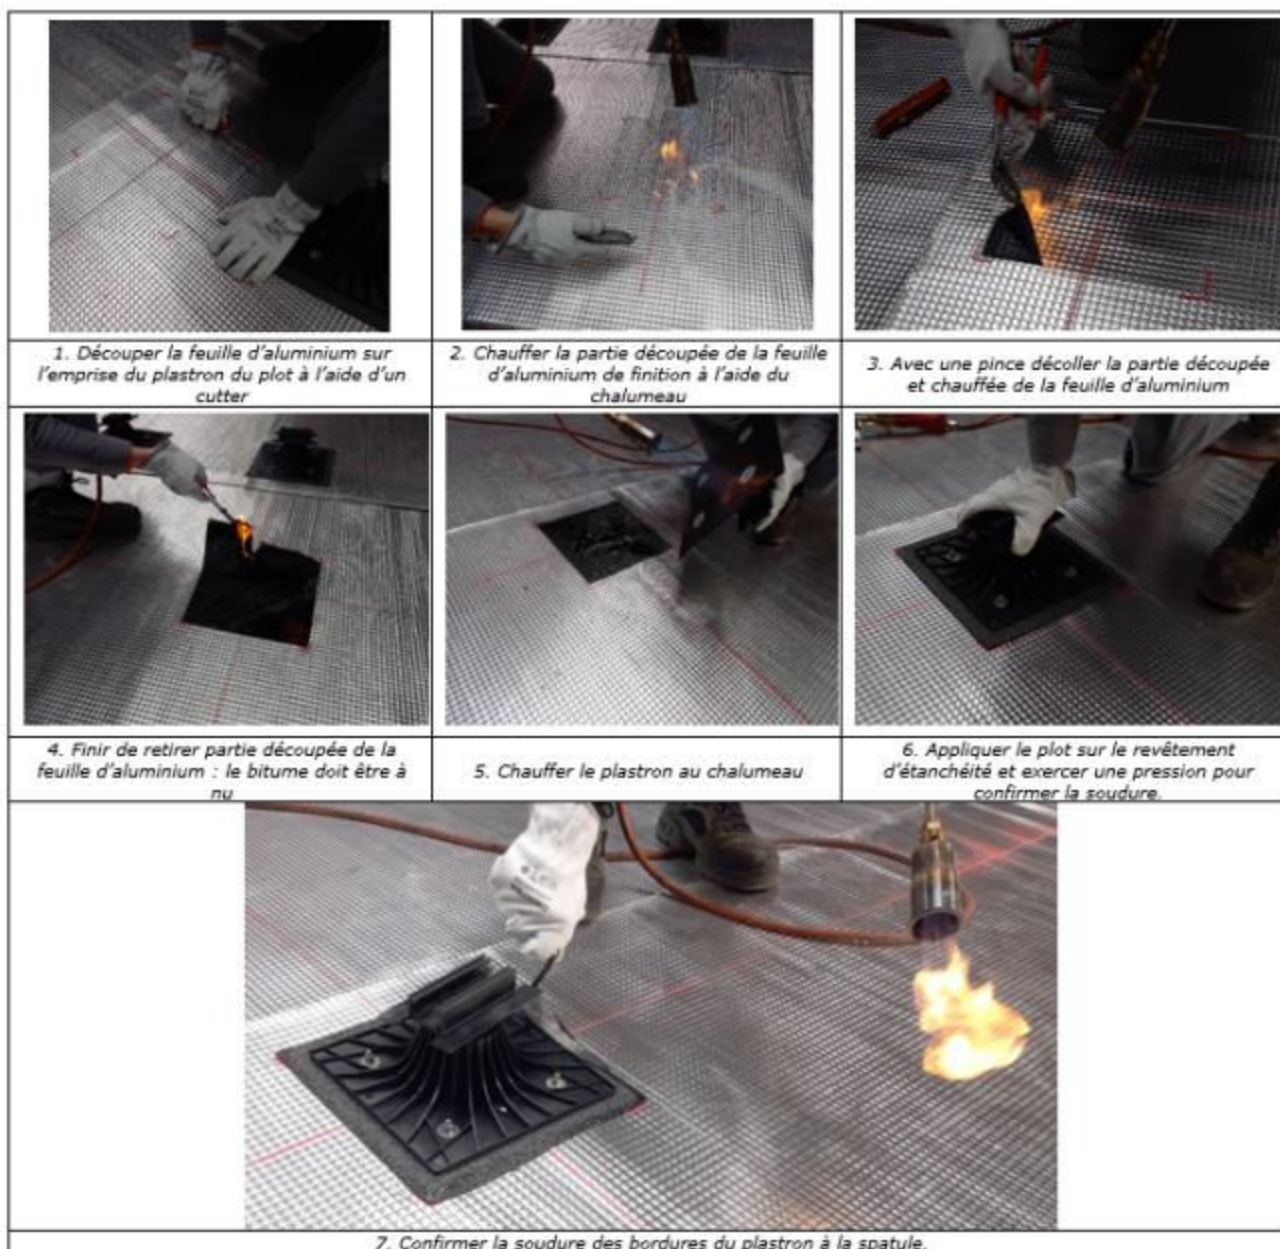 1. Découper la feuille d'aluminium sur
l'emprise du plastron du plot à l'aide d'un
cutter
2. Chauffer la partie découpée de la feuille
d'aluminium de finition à l'aide du
chalumeau
3. Avec une pince décoller la partie découpée
et chauffée de la feuille d'aluminium
4. Finir de retirer partie découpée de la
feuille d'aluminium : le bitume doit être à
nu
5. Chauffer le plastron au chalumeau
6. Appliquer le plot sur le revêtement
d'étanchéité et exercer une pression pour
confirmer la soudure.
7. Confirmer la soudure des bordures du plastron à la spatule.